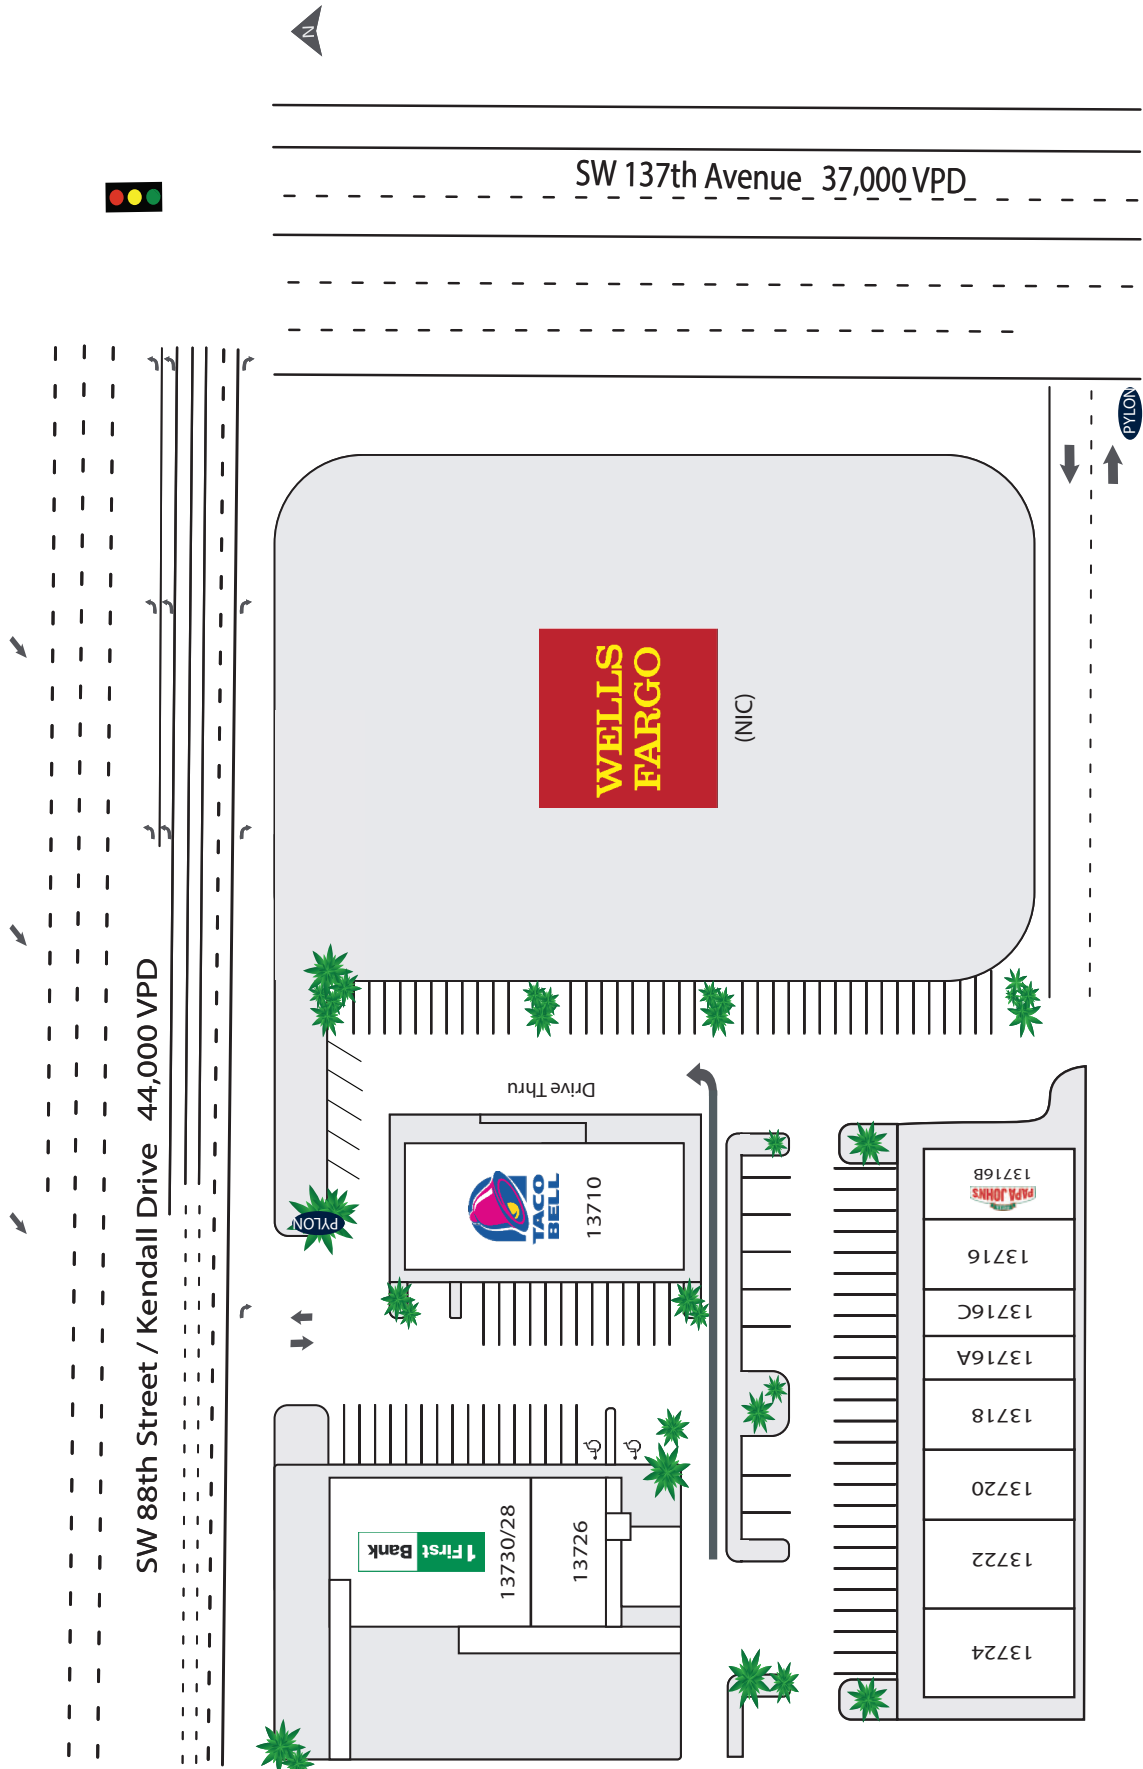 N
SW 137th Avenue 37,000 VPD
PYLON
WELLS
FARGO
(NIC)
SW 88th Street / Kendall Drive 44,000 VPD
Drive Thru
TACO
BELL
13710
PYLON
13716B
PAPA JOHNS
13716
13716C
13716A
13718
13720
13722
13724
1 First
Bank
13730/28
13726